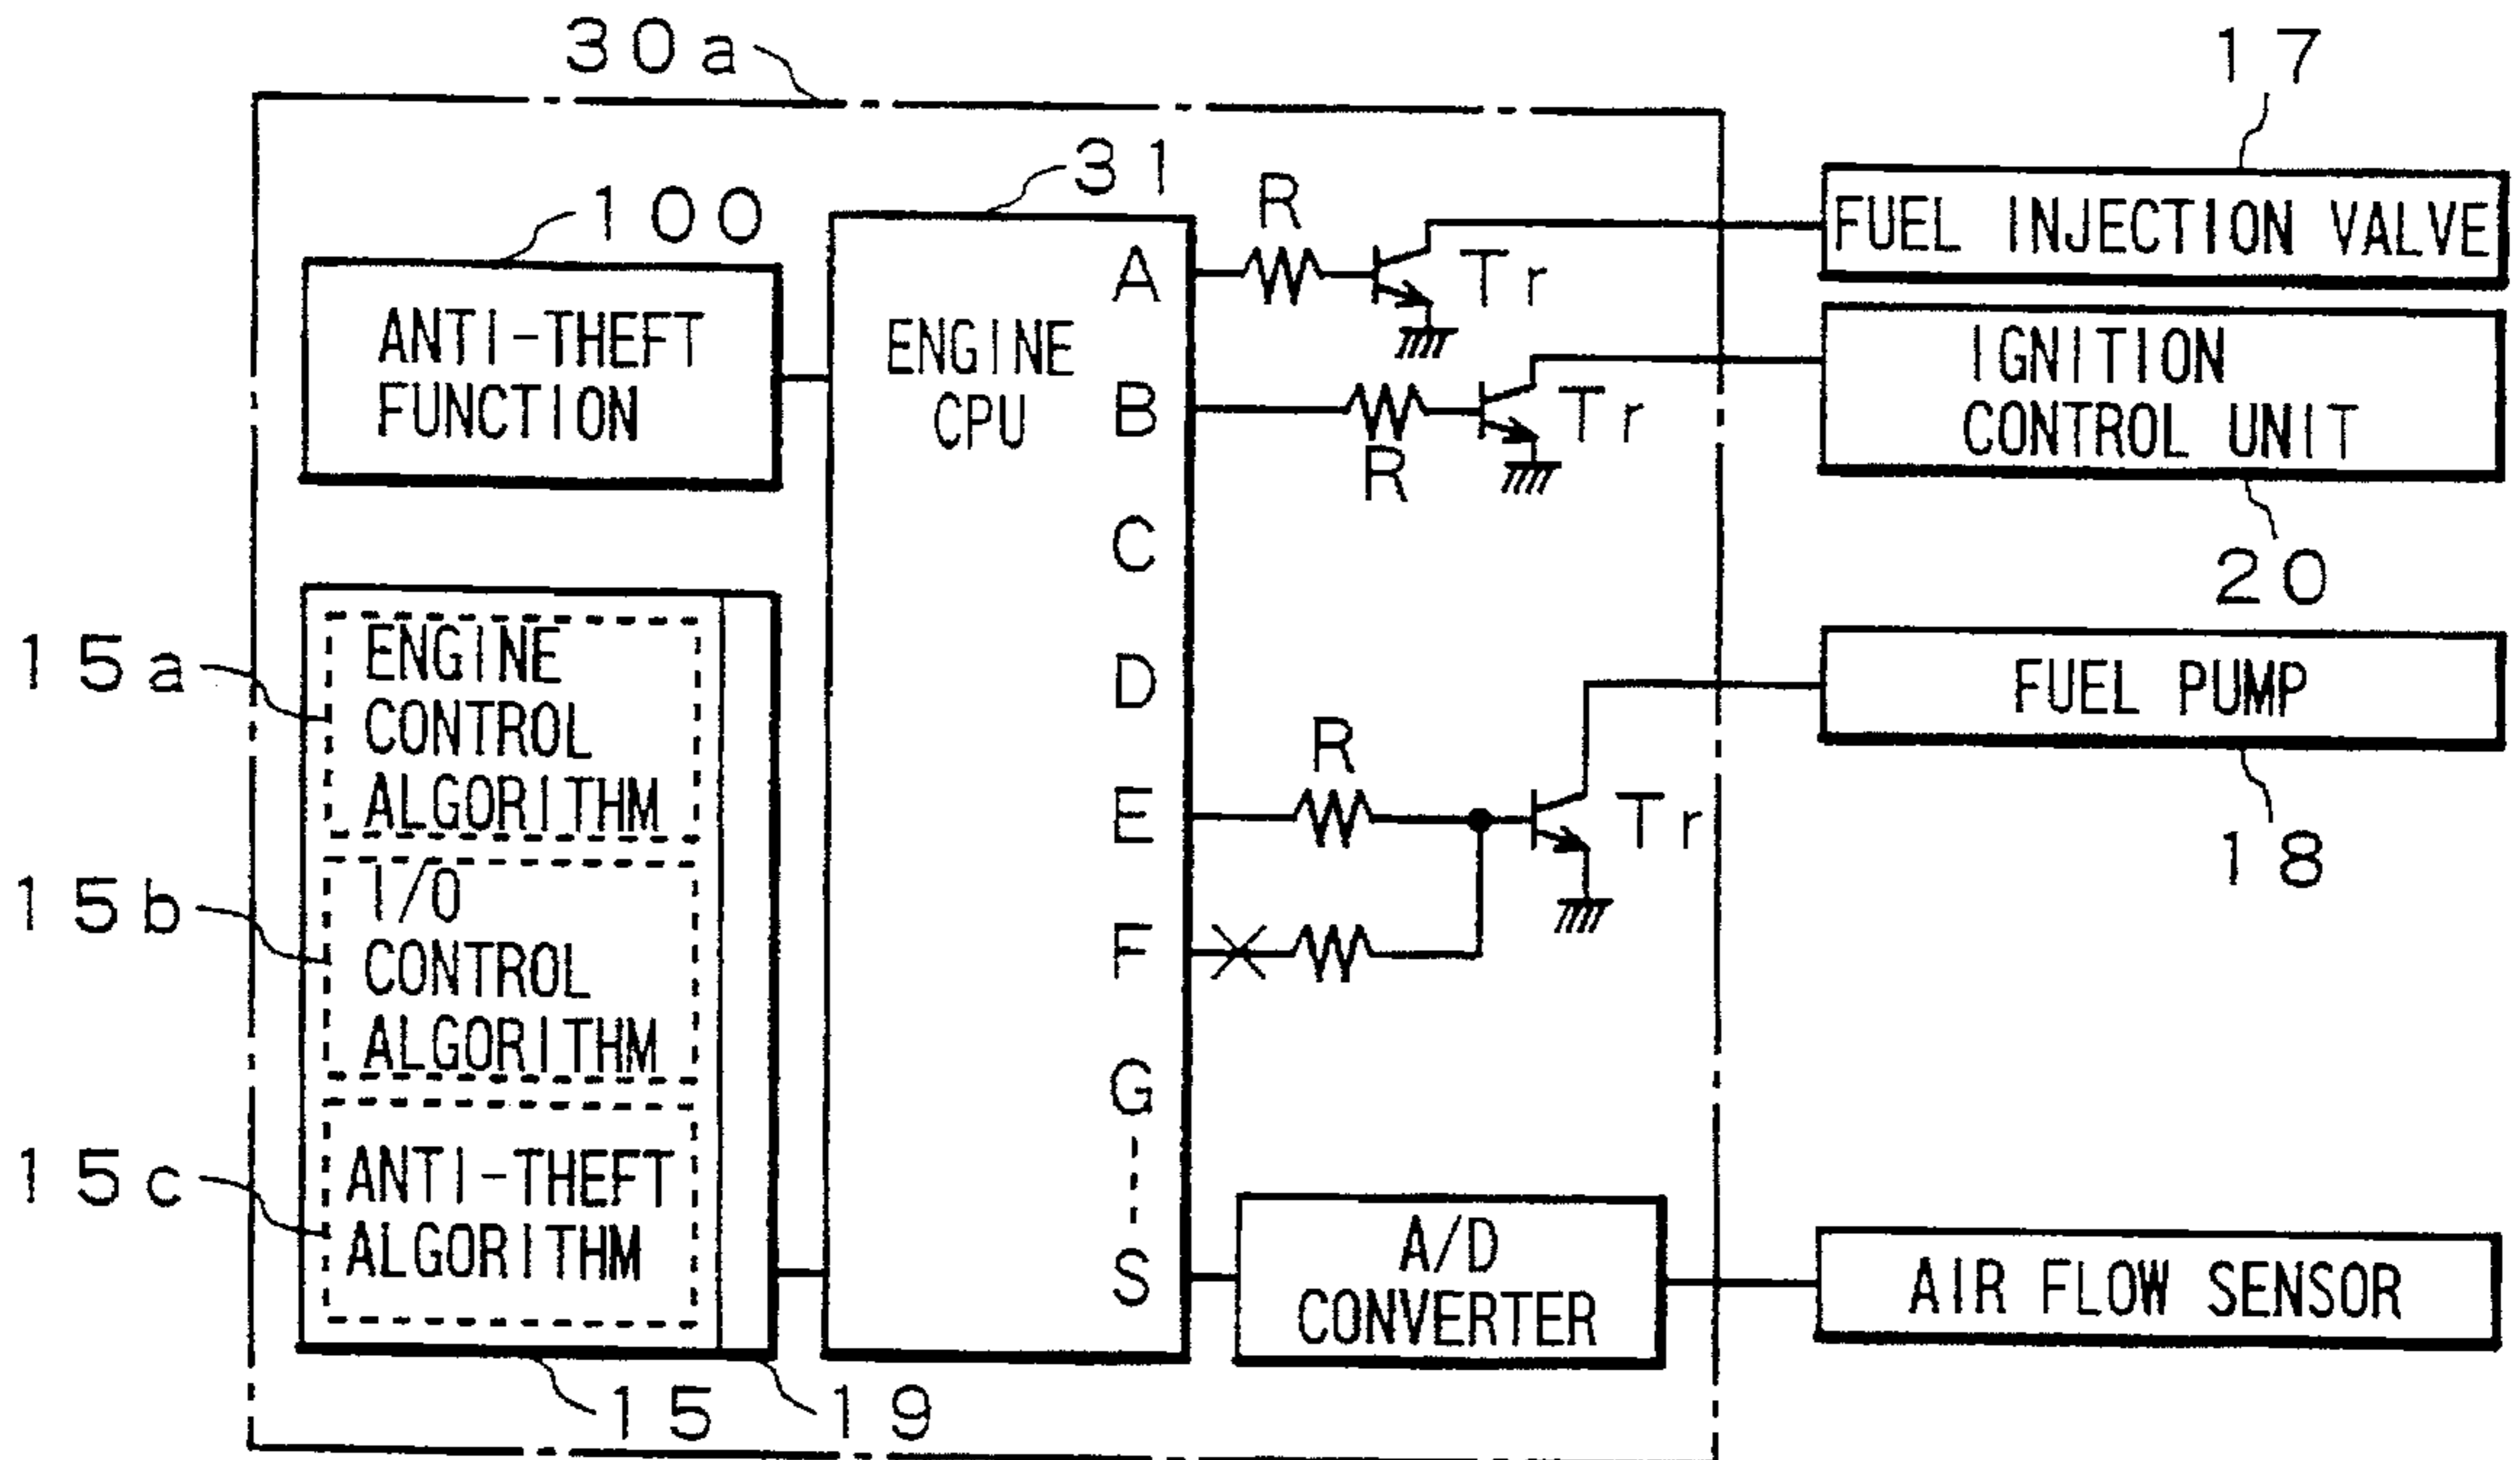 30a
17
31
R
FUEL INJECTION VALVE
100
A
Tr
ANTI-THEFT
FUNCTION
ENGINE
CPU
IGNITION
CONTROL UNIT
B
Tr
R
C
20
15a
ENGINE
CONTROL
ALGORITHM
D
FUEL PUMP
R
E
Tr
18
15b
I/O
CONTROL
ALGORITHM
F
G
15c
ANTI-THEFT
ALGORITHM
S
A/D
CONVERTER
AIR FLOW SENSOR
15
19